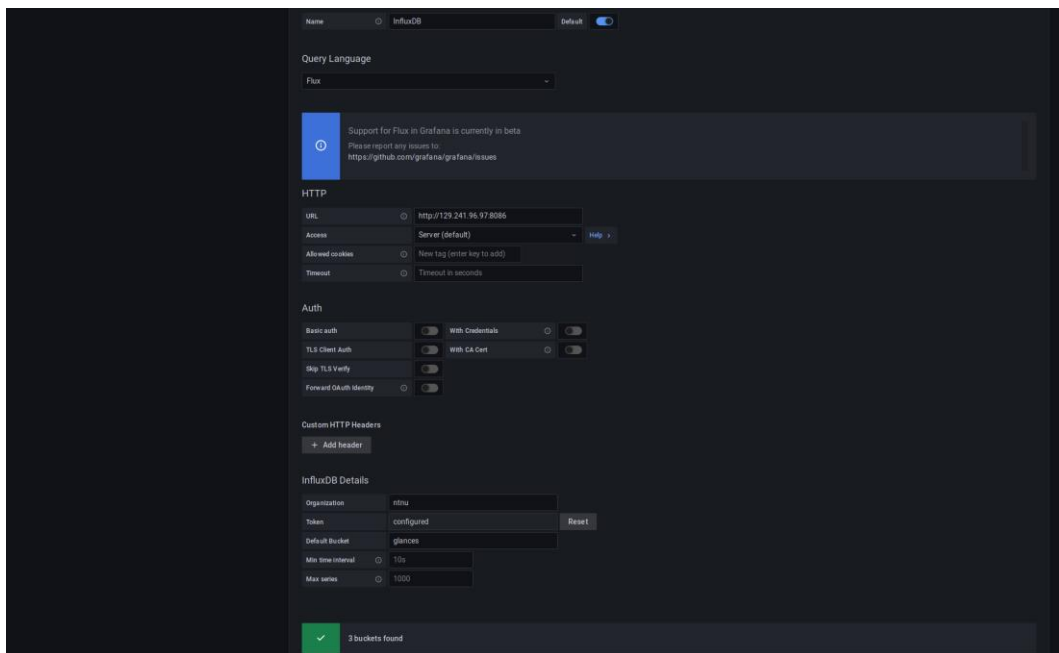 Name InfluxDB Default
Query Language
Flux
Support for Flux in Grafana is currently in beta
Please report any issues to:
https://github.com/grafana/grafana/issues
HTTP
URL http://129.241.96.97:8086
Access Server (default) Help >
Allowed cookies New tag (enter key to add)
Timeout Timeout in seconds
Auth
Basic auth With Credentials
TLS Client Auth With CA Cert
Skip TLS Verify
Forward OAuth Identity
Custom HTTP Headers
+ Add header
InfluxDB Details
Organization ntnu
Token configured Reset
Default Bucket glances
Min time interval 10s
Max series 1000
3 buckets found